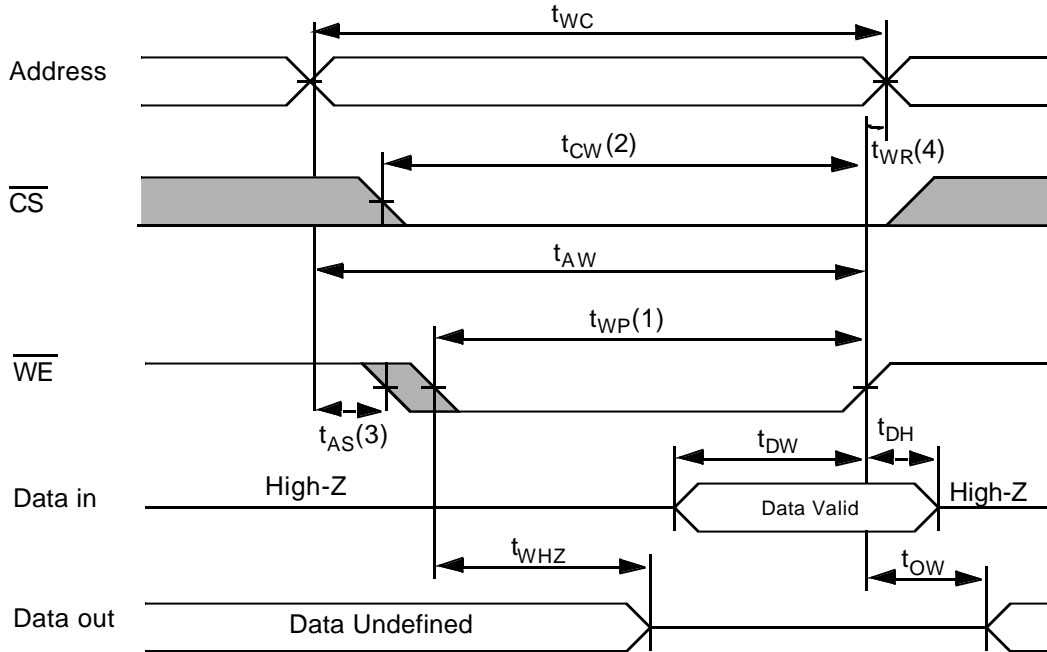 tWC
Address
tCW(2)
tWR(4)
CS
tAW
tWP(1)
WE
tAS(3)
tDW
tDH
Data in
High-Z
Data Valid
High-Z
tWHZ
tOW
Data out
Data Undefined